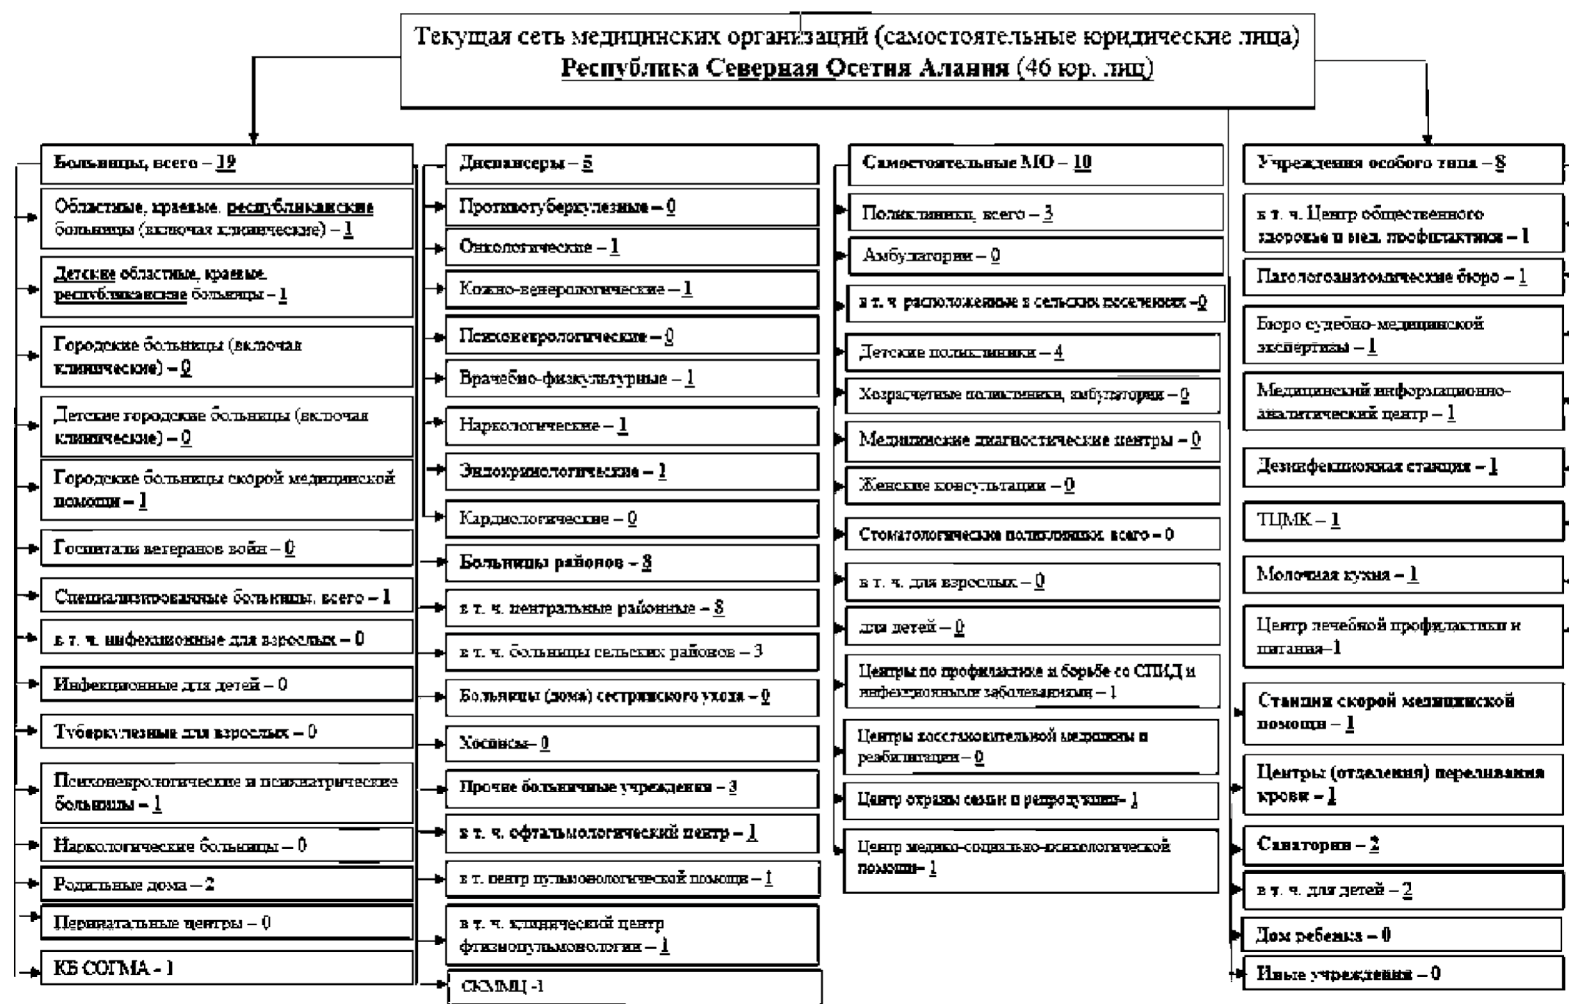 Текущая сеть медицинских организаций (самостоятельные юридические лица)
Республика Северная Осетия Алания (46 юр. лиц)
Больницы, всего – 19
Областные, краевые, республиканские
больницы (включая клинические) – 1
Детские областные, краевые,
республиканские больницы – 1
Городские больницы (включая
клинические) – 0
Детские городские больницы (включая
клинические) – 0
Городские больницы скорой медицинской
помощи – 1
Госпитали ветеранов войн – 0
Специализированные больницы, всего – 1
в т. ч. инфекционные для взрослых – 0
Инфекционные для детей – 0
Туберкулезные для взрослых – 0
Психоневрологические и психиатрические
больницы – 1
Наркологические больницы – 0
Родильные дома – 2
Перинатальные центры – 0
КБ СОГМА - 1
Диспансеры – 5
Противотуберкулезные – 0
Онкологические – 1
Кожно-венерологические – 1
Психоневрологические – 0
Врачебно-физкультурные – 1
Наркологические – 1
Эндокринологические – 1
Кардиологические – 0
Больницы районов – 8
в т. ч. центральные районные – 8
в т. ч. больницы сельских районов – 3
Больницы (дома) сестринского ухода – 0
Хосписы– 0
Прочие больничные учреждения – 3
в т. ч. офтальмологический центр – 1
в т. центр пульмонологической помощи – 1
в т. ч. клинический центр
фтизиопульмонологии – 1
СКММЦ -1
Самостоятельные МО – 10
Поликлиники, всего – 3
Амбулатории – 0
в т. ч расположенные в сельских поселениях –0
Детские поликлиники – 4
Хозрасчетные поликлиники, амбулатории – 0
Медицинские диагностические центры – 0
Женские консультации – 0
Стоматологические поликлиники, всего – 0
в т. ч. для взрослых – 0
для детей – 0
Центры по профилактике и борьбе со СПИД и
инфекционными заболеваниями – 1
Центры восстановительной медицины и
реабилитации – 0
Центр охраны семьи и репродукции– 1
Центр медико-социально-психологической
помощи– 1
Учреждения особого типа – 8
в т. ч. Центр общественного
здоровье и мед. профилактики – 1
Патологоанатомические бюро – 1
Бюро судебно-медицинской
экспертизы – 1
Медицинский информационно-
аналитический центр – 1
Дезинфекционная станция – 1
ТЦМК – 1
Молочная кухня – 1
Центр лечебной профилактики и
питания–1
Станции скорой медицинской
помощи – 1
Центры (отделения) переливания
крови – 1
Санатории – 2
в т. ч. для детей – 2
Дом ребенка – 0
Иные учреждения – 0